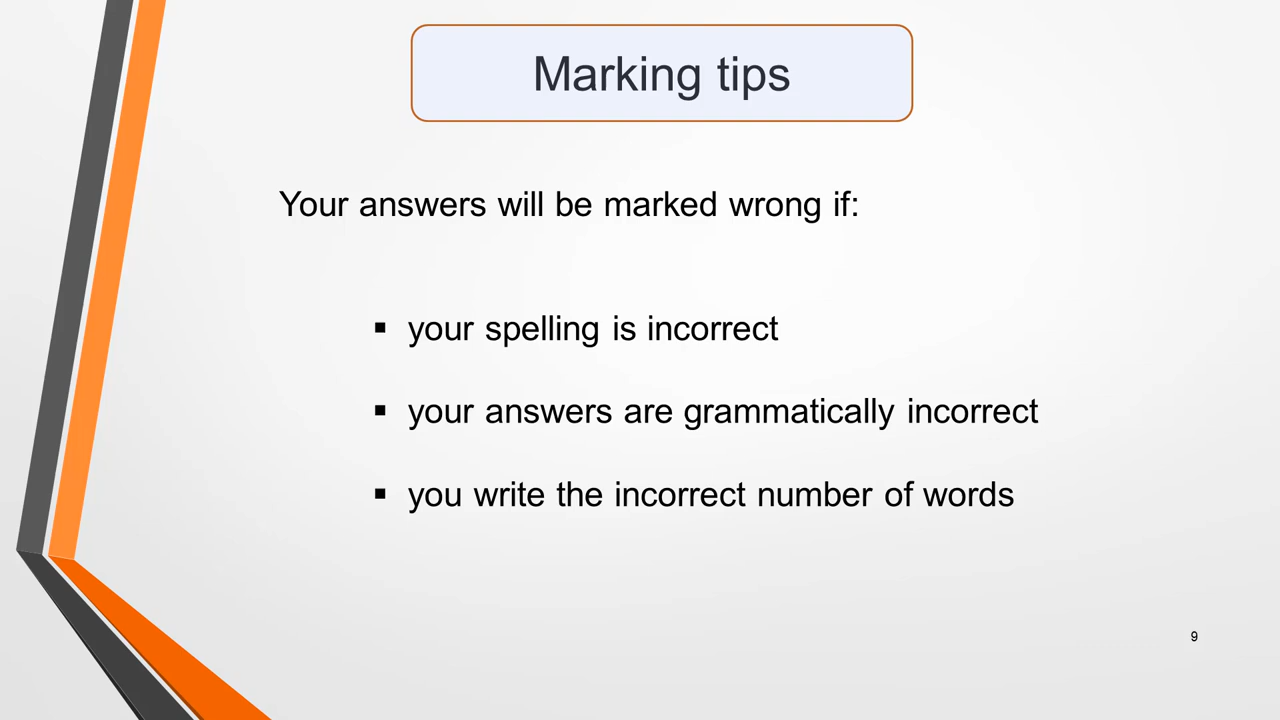 Marking tips
Your answers will be marked wrong if:
▪ your spelling is incorrect
▪ your answers are grammatically incorrect
▪ you write the incorrect number of words
9